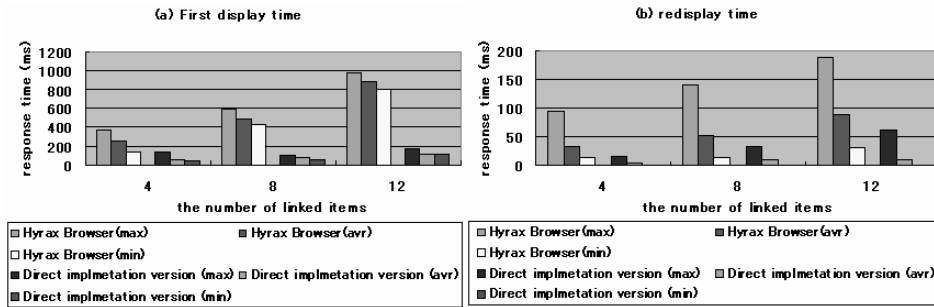 (a) First display time
response time (ms)
1200
1000
800
600
400
200
0
4 8 12
the number of linked items
Hyrax Browser(max) Hyrax Browser(avr)
Hyrax Browser(min)
Direct implmetation version (max) Direct implmetation version (avr)
Direct implmetation version (min)
(b) redisplay time
response time (ms)
200
150
100
50
0
4 8 12
the number of linked items
Hyrax Browser(max) Hyrax Browser(avr)
Hyrax Browser(min)
Direct implmetation version (max) Direct implmetation version (avr)
Direct implmetation version (min)